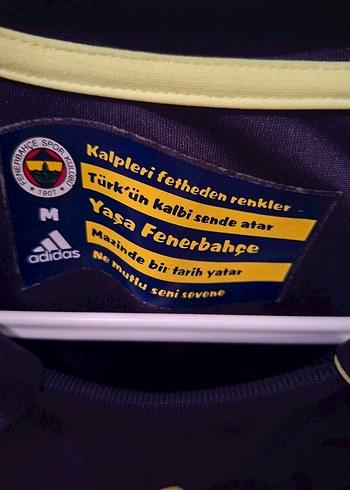 FENERBAHÇE SPOR KULÜBÜ
★ 1907 ★
M
adidas
Kalpleri fetheden renkler
Türk'ün kalbi sende atar
Yaşa Fenerbahçe
Mazinde bir tarih yatar
Ne mutlu seni sevene